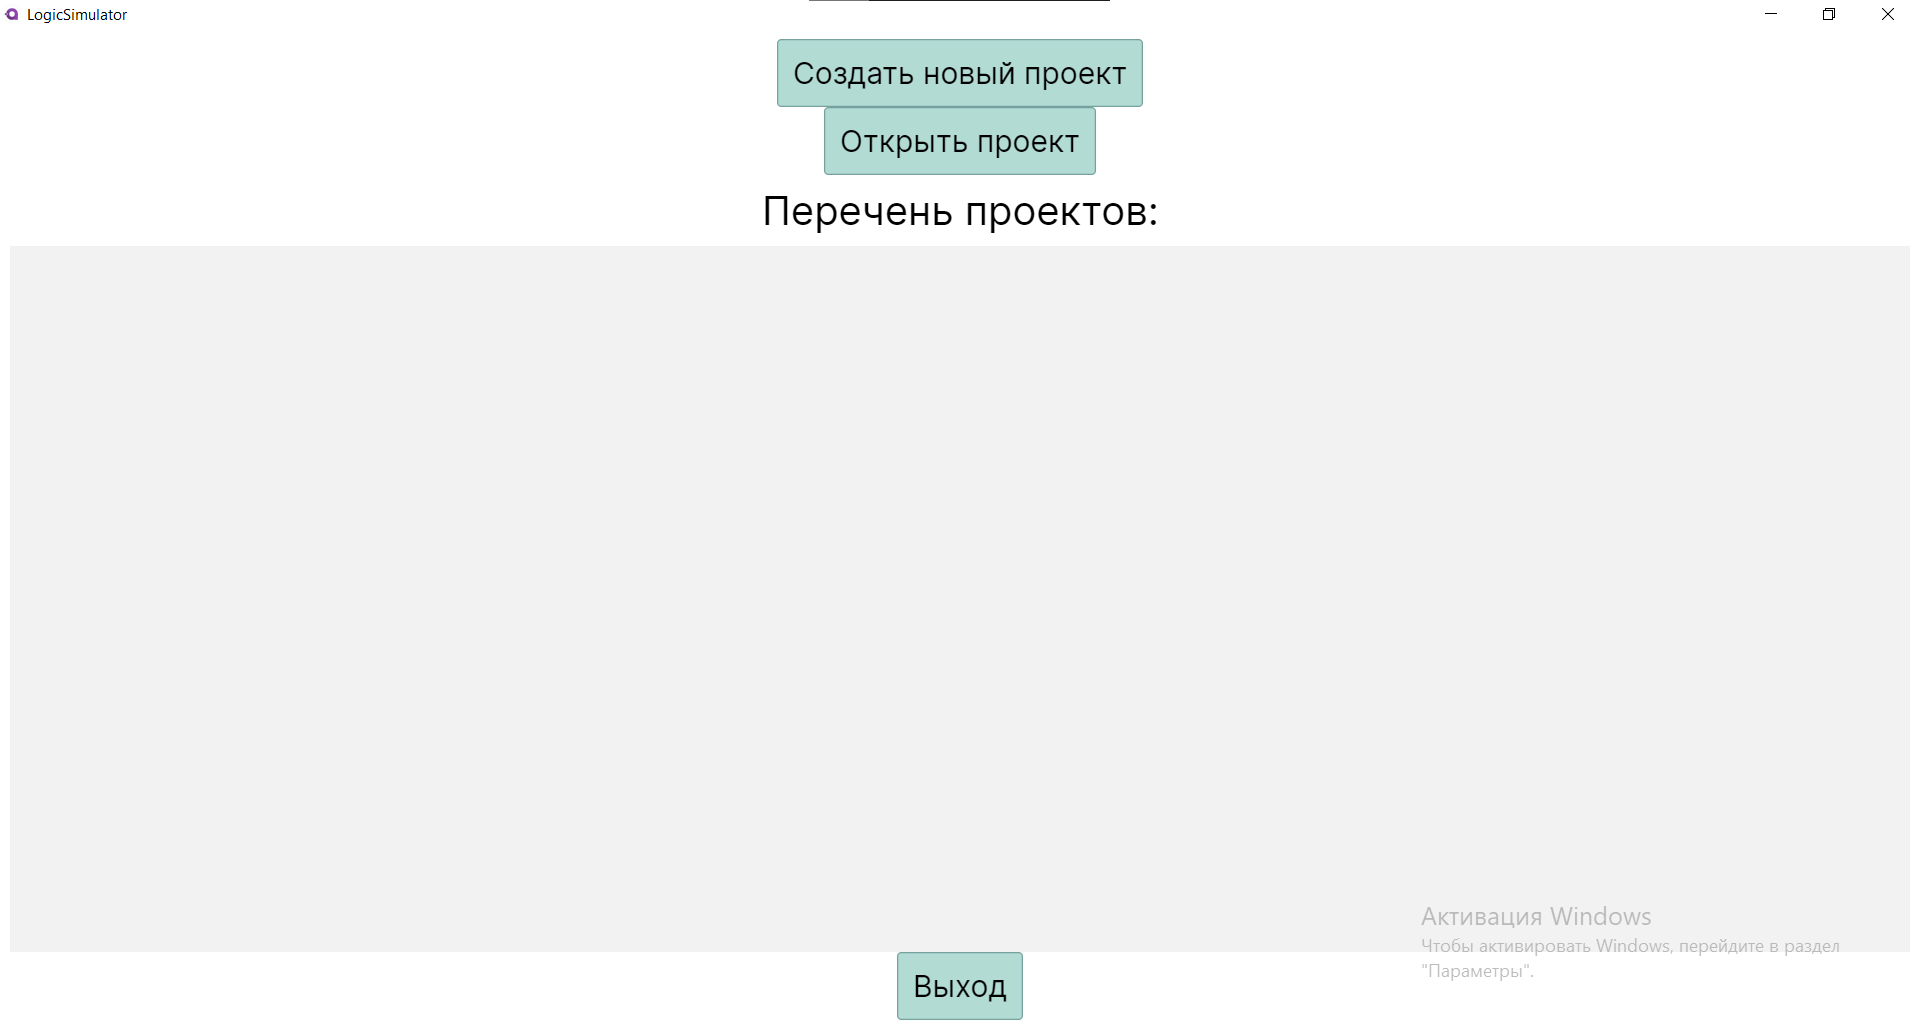 LogicSimulator
Создать новый проект
Открыть проект
Перечень проектов:
Активация Windows
Чтобы активировать Windows, перейдите в раздел
"Параметры".
Выход